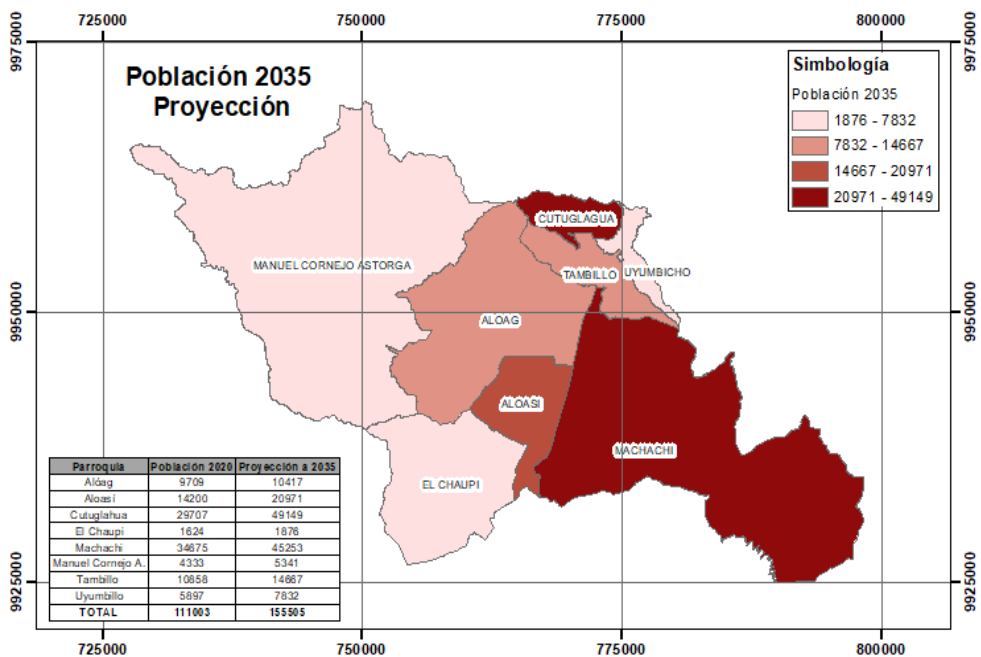 725000 750000 775000 800000
9975000 9975000
Población 2035
Proyección
Simbología
Población 2035
1876 - 7832
7832 - 14667
14667 - 20971
20971 - 49149
CUTUGLAGUA
MANUEL CORNEJO ASTORGA
TAMBILLO
UYUMBICHO
9950000 9950000
ALOAG
ALOASI
MACHACHI
EL CHAUPI
Parroquia Población 2020 Proyección a 2035
Alóag 9709 10417
Aloasí 14200 20971
Cutuglahua 29707 49149
El Chaupi 1624 1876
Machachi 34675 45253
Manuel Cornejo A. 4333 5341
Tambillo 10858 14667
Uyumbillo 5897 7832
TOTAL 111003 155505
9925000 9925000
725000 750000 775000 800000